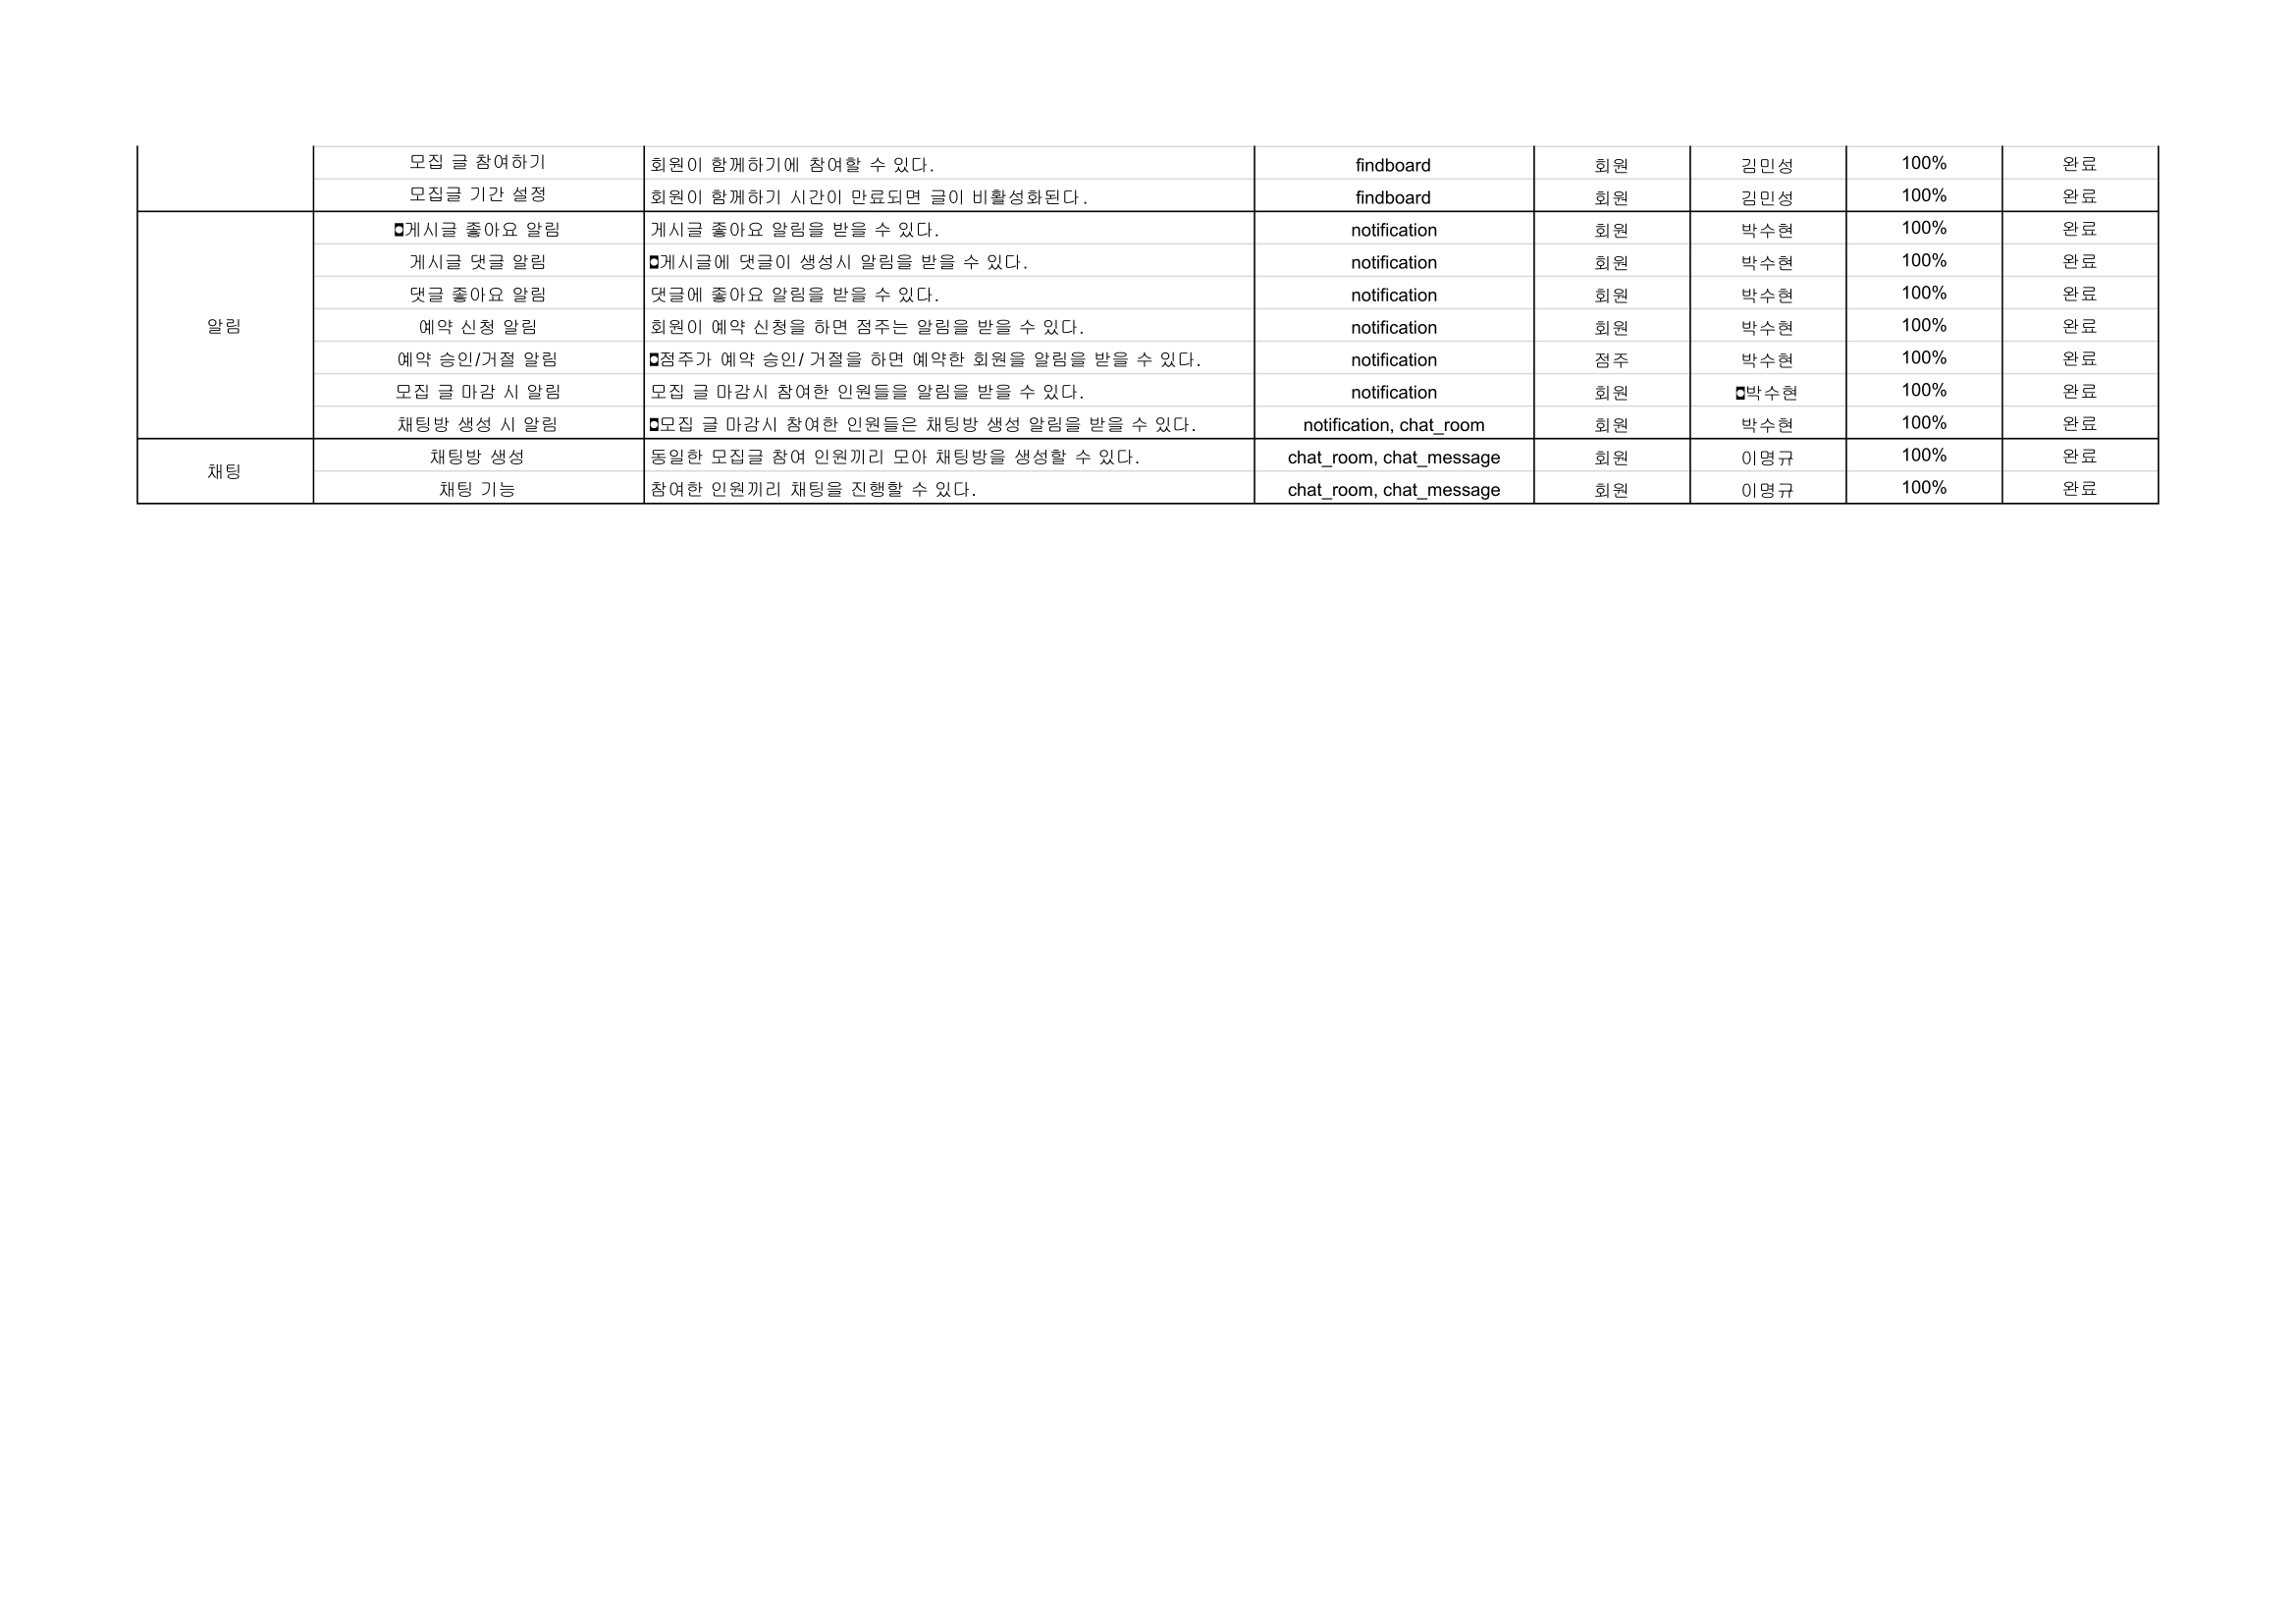 모집 글 참여하기 회원이 함께하기에 참여할 수 있다. findboard 회원 김민성 100% 완료
모집글 기간 설정 회원이 함께하기 시간이 만료되면 글이 비활성화된다. findboard 회원 김민성 100% 완료
알림
◘게시글 좋아요 알림 게시글 좋아요 알림을 받을 수 있다. notification 회원 박수현 100% 완료
게시글 댓글 알림 ◘게시글에 댓글이 생성시 알림을 받을 수 있다. notification 회원 박수현 100% 완료
댓글 좋아요 알림 댓글에 좋아요 알림을 받을 수 있다. notification 회원 박수현 100% 완료
예약 신청 알림 회원이 예약 신청을 하면 점주는 알림을 받을 수 있다. notification 회원 박수현 100% 완료
예약 승인/거절 알림 ◘점주가 예약 승인/ 거절을 하면 예약한 회원을 알림을 받을 수 있다. notification 점주 박수현 100% 완료
모집 글 마감 시 알림 모집 글 마감시 참여한 인원들을 알림을 받을 수 있다. notification 회원 ◘박수현 100% 완료
채팅방 생성 시 알림 ◘모집 글 마감시 참여한 인원들은 채팅방 생성 알림을 받을 수 있다. notification, chat_room 회원 박수현 100% 완료
채팅
채팅방 생성 동일한 모집글 참여 인원끼리 모아 채팅방을 생성할 수 있다. chat_room, chat_message 회원 이명규 100% 완료
채팅 기능 참여한 인원끼리 채팅을 진행할 수 있다. chat_room, chat_message 회원 이명규 100% 완료